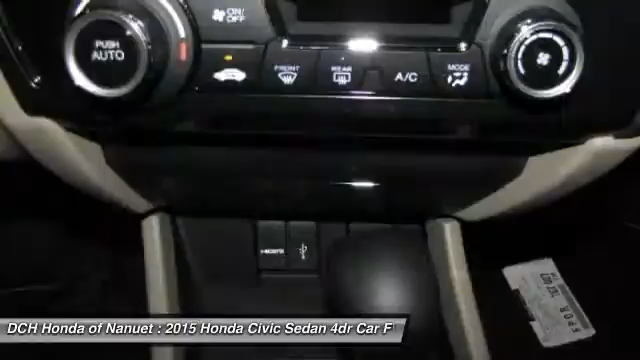 ON/
OFF
PUSH
AUTO
FRONT
REAR
A/C
MODE
DCH Honda of Nanuet : 2015 Honda Civic Sedan 4dr Car F